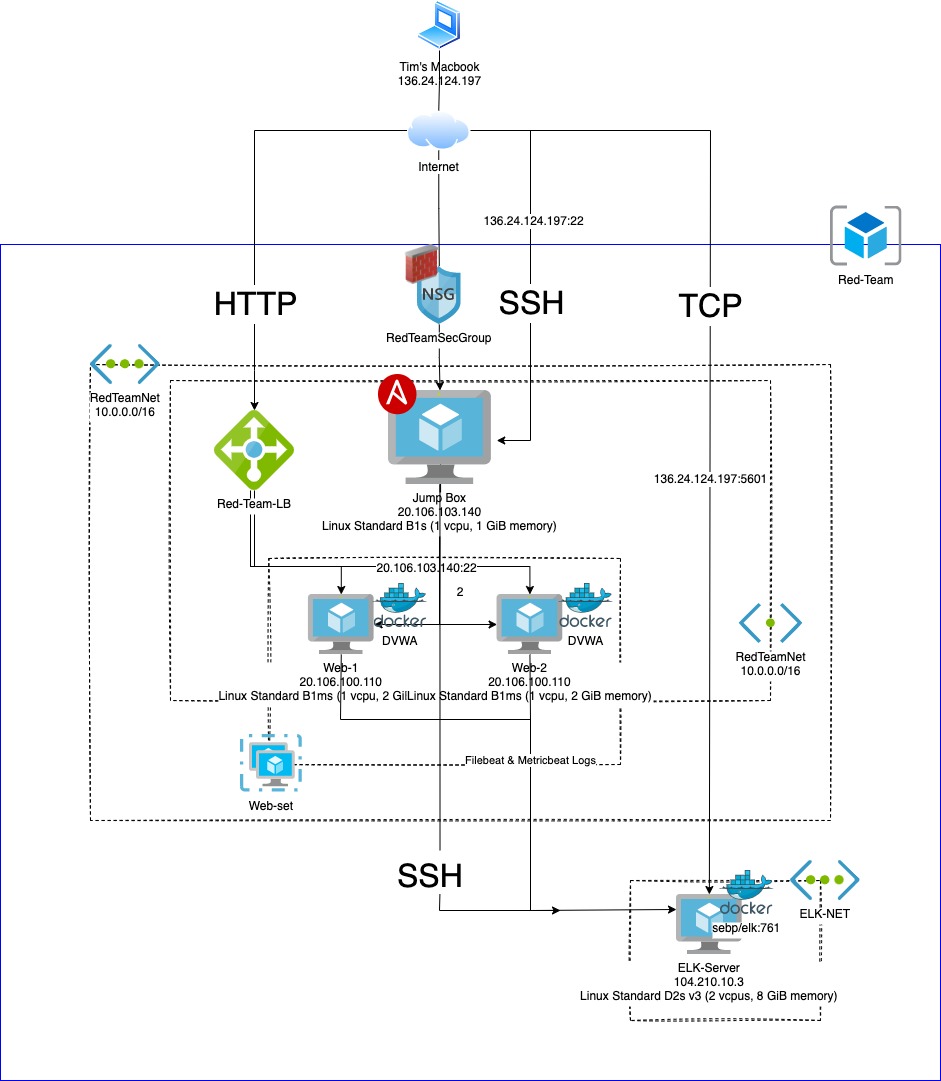 Tim's Macbook
136.24.124.197
Internet
136.24.124.197:22
Red-Team
NSG
HTTP
SSH
TCP
RedTeamSecGroup
RedTeamNet
10.0.0.0/16
A
Red-Team-LB
136.24.124.197:5601
Jump Box
20.106.103.140
Linux Standard B1s (1 vcpu, 1 GiB memory)
20.106.103.140:22
2
docker
docker
DVWA
DVWA
RedTeamNet
10.0.0.0/16
Web-1
Web-2
20.106.100.110
20.106.100.110
Linux Standard B1ms (1 vcpu, 2 Gi
Linux Standard B1ms (1 vcpu, 2 GiB memory)
Filebeat & Metricbeat Logs
Web-set
SSH
docker
ELK-NET
sebp/elk:761
ELK-Server
104.210.10.3
Linux Standard D2s v3 (2 vcpus, 8 GiB memory)